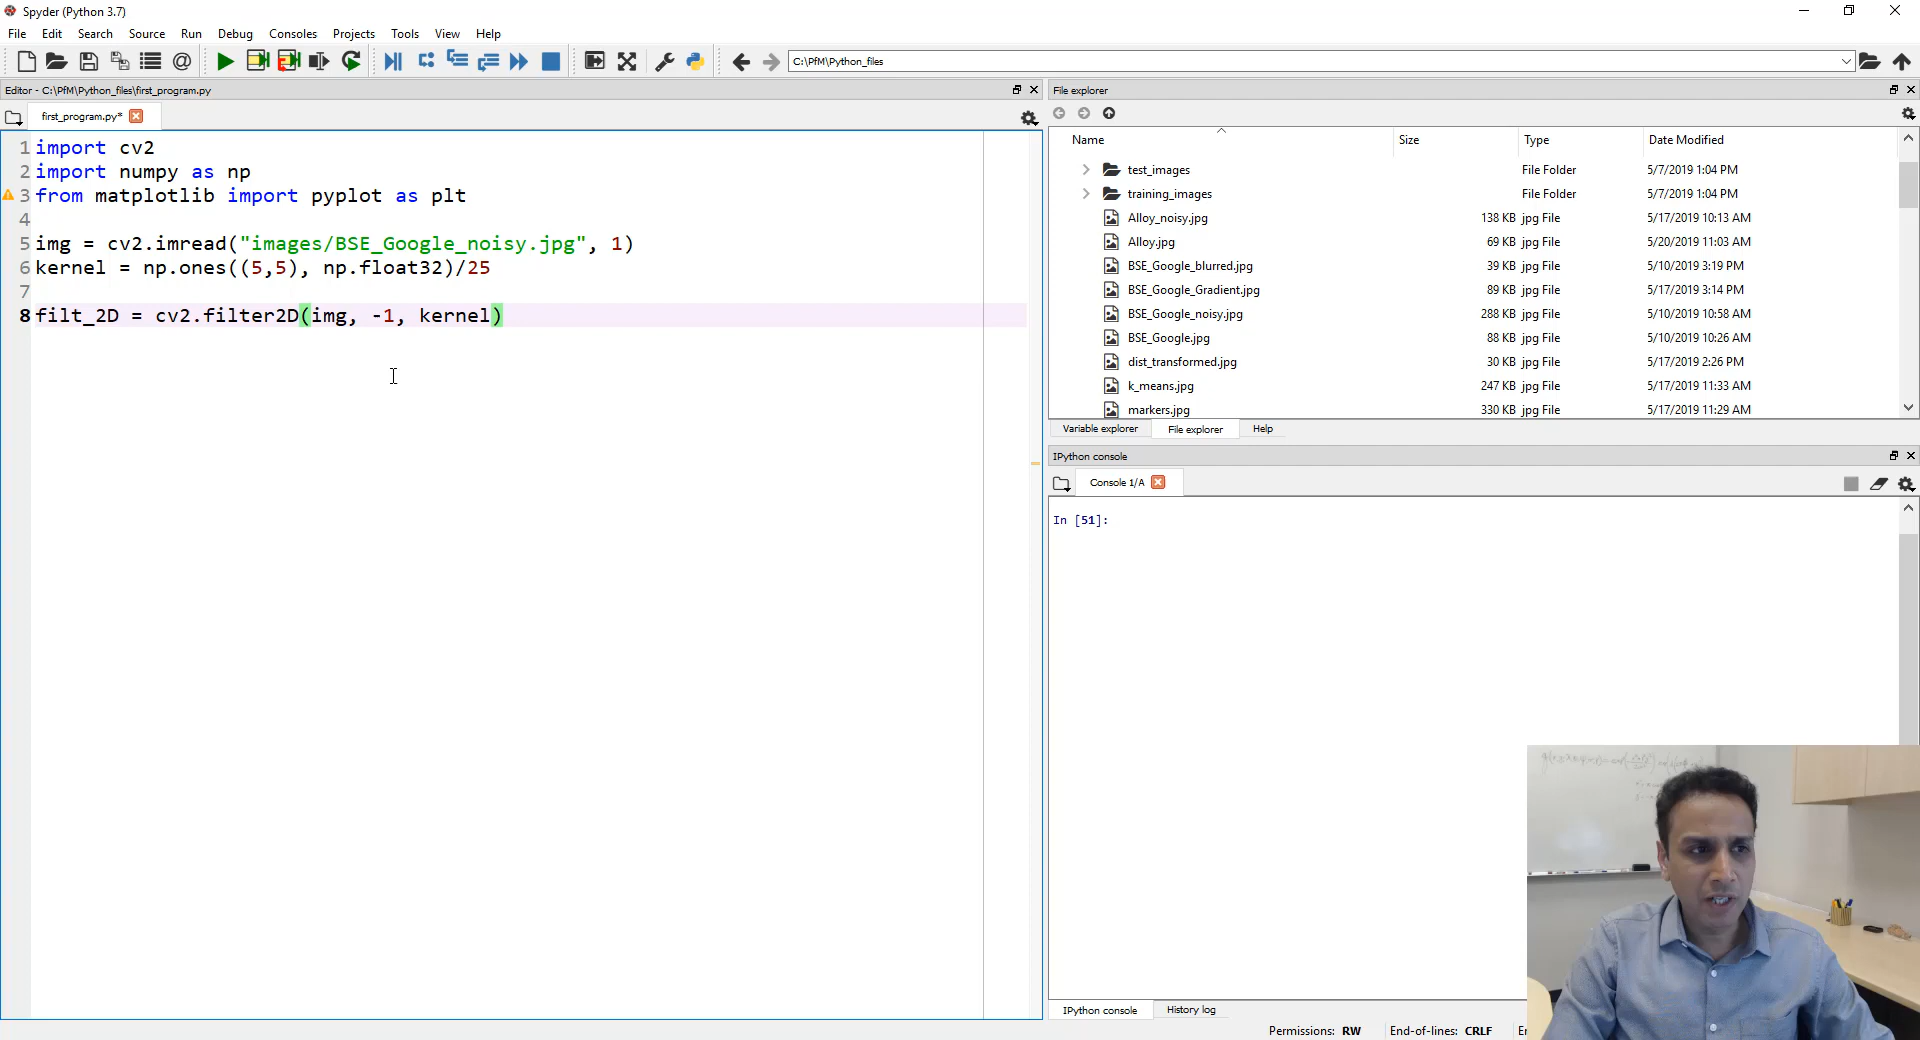 Spyder (Python 3.7)
File Edit Search Source Run Debug Consoles Projects Tools View Help
C:\PfM\Python_files
Editor - C:\PfM\Python_files\first_program.py
first_program.py*
1 import cv2
2 import numpy as np
3 from matplotlib import pyplot as plt
4
5 img = cv2.imread("images/BSE_Google_noisy.jpg", 1)
6 kernel = np.ones((5,5), np.float32)/25
7
8 filt_2D = cv2.filter2D(img, -1, kernel)
File explorer
Name Size Type Date Modified
test_images File Folder 5/7/2019 1:04 PM
training_images File Folder 5/7/2019 1:04 PM
Alloy_noisy.jpg 138 KB jpg File 5/17/2019 10:13 AM
Alloy.jpg 69 KB jpg File 5/20/2019 11:03 AM
BSE_Google_blurred.jpg 39 KB jpg File 5/10/2019 3:19 PM
BSE_Google_Gradient.jpg 89 KB jpg File 5/17/2019 3:14 PM
BSE_Google_noisy.jpg 288 KB jpg File 5/10/2019 10:58 AM
BSE_Google.jpg 88 KB jpg File 5/10/2019 10:26 AM
dist_transformed.jpg 30 KB jpg File 5/17/2019 2:26 PM
k_means.jpg 247 KB jpg File 5/17/2019 11:33 AM
markers.jpg 330 KB jpg File 5/17/2019 11:29 AM
Variable explorer File explorer Help
IPython console
Console 1/A
In [51]:
IPython console History log
Permissions: RW End-of-lines: CRLF